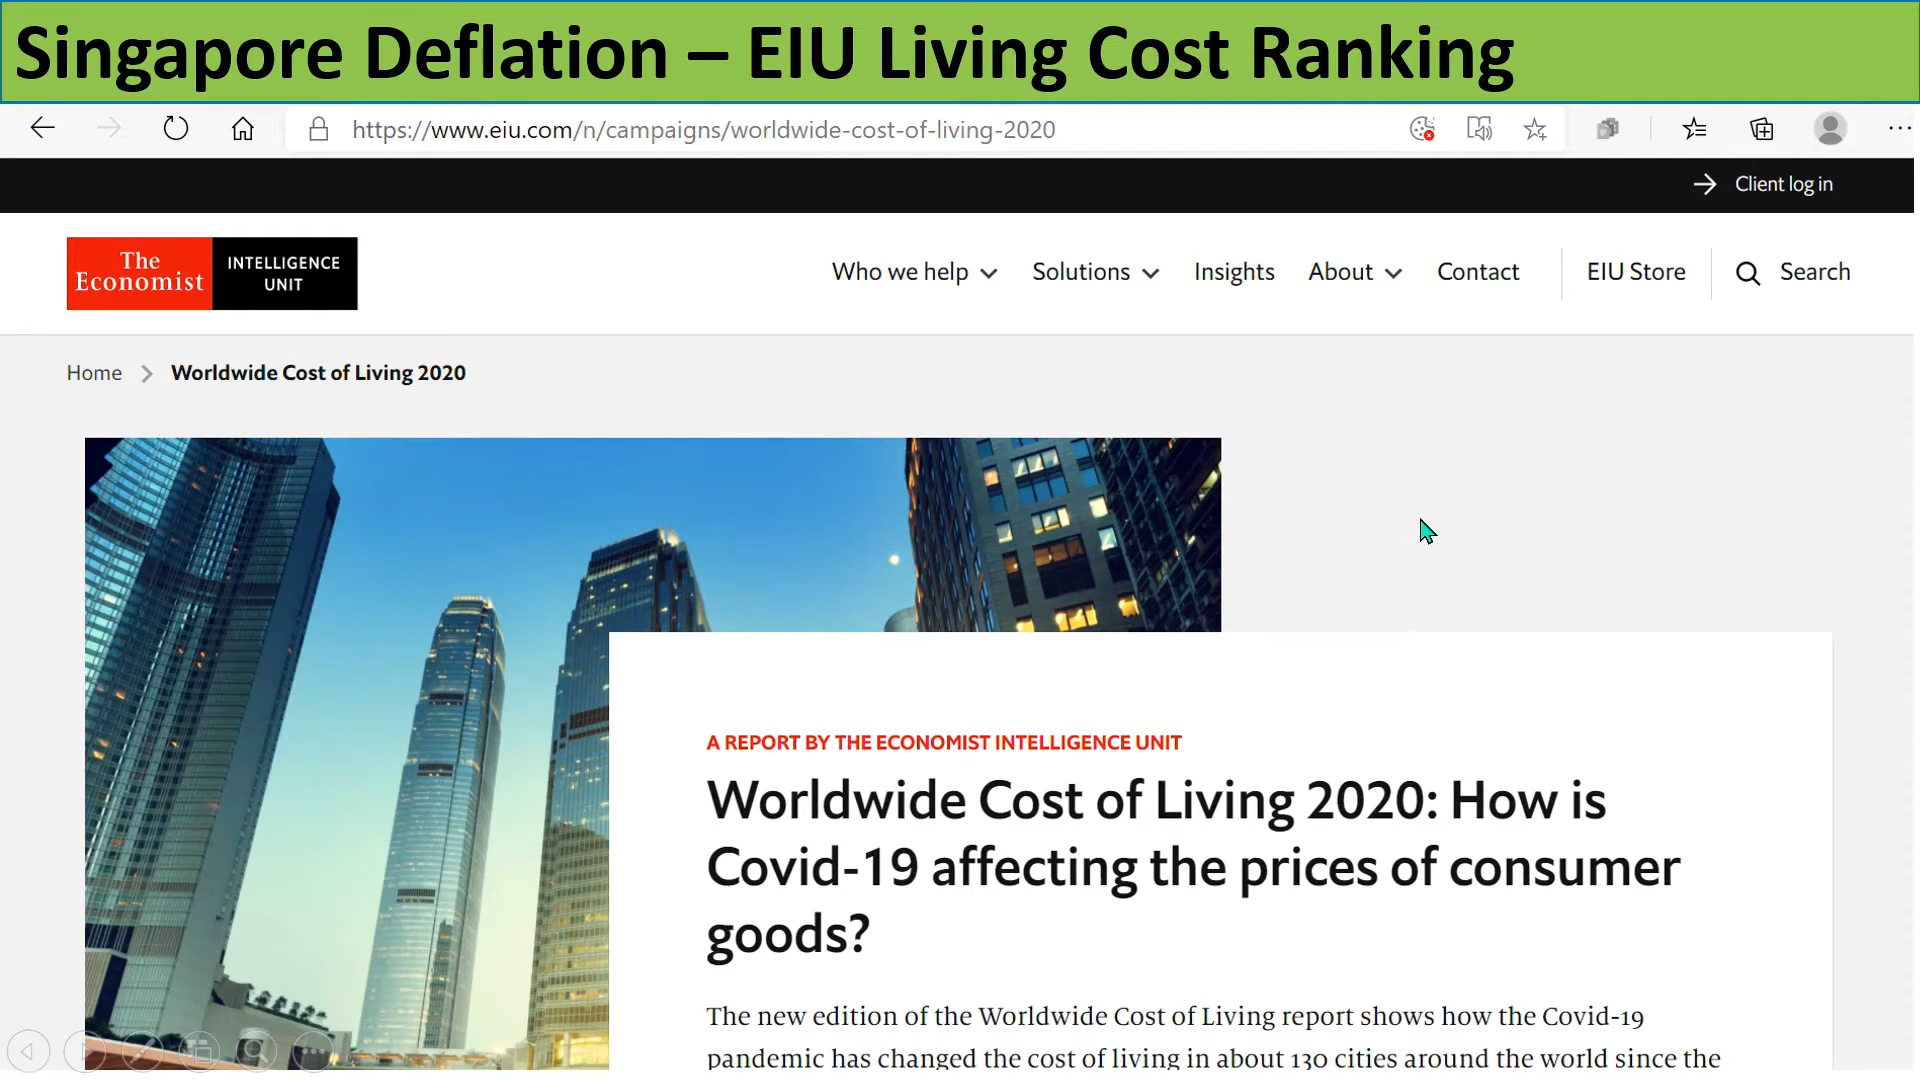 Singapore Deflation – EIU Living Cost Ranking
https://www.eiu.com/n/campaigns/worldwide-cost-of-living-2020
Client log in
The
Economist
INTELLIGENCE
UNIT
Who we help
Solutions
Insights
About
Contact
EIU Store
Search
Home
Worldwide Cost of Living 2020
A REPORT BY THE ECONOMIST INTELLIGENCE UNIT
Worldwide Cost of Living 2020: How is
Covid-19 affecting the prices of consumer
goods?
The new edition of the Worldwide Cost of Living report shows how the Covid-19
pandemic has changed the cost of living in about 130 cities around the world since the